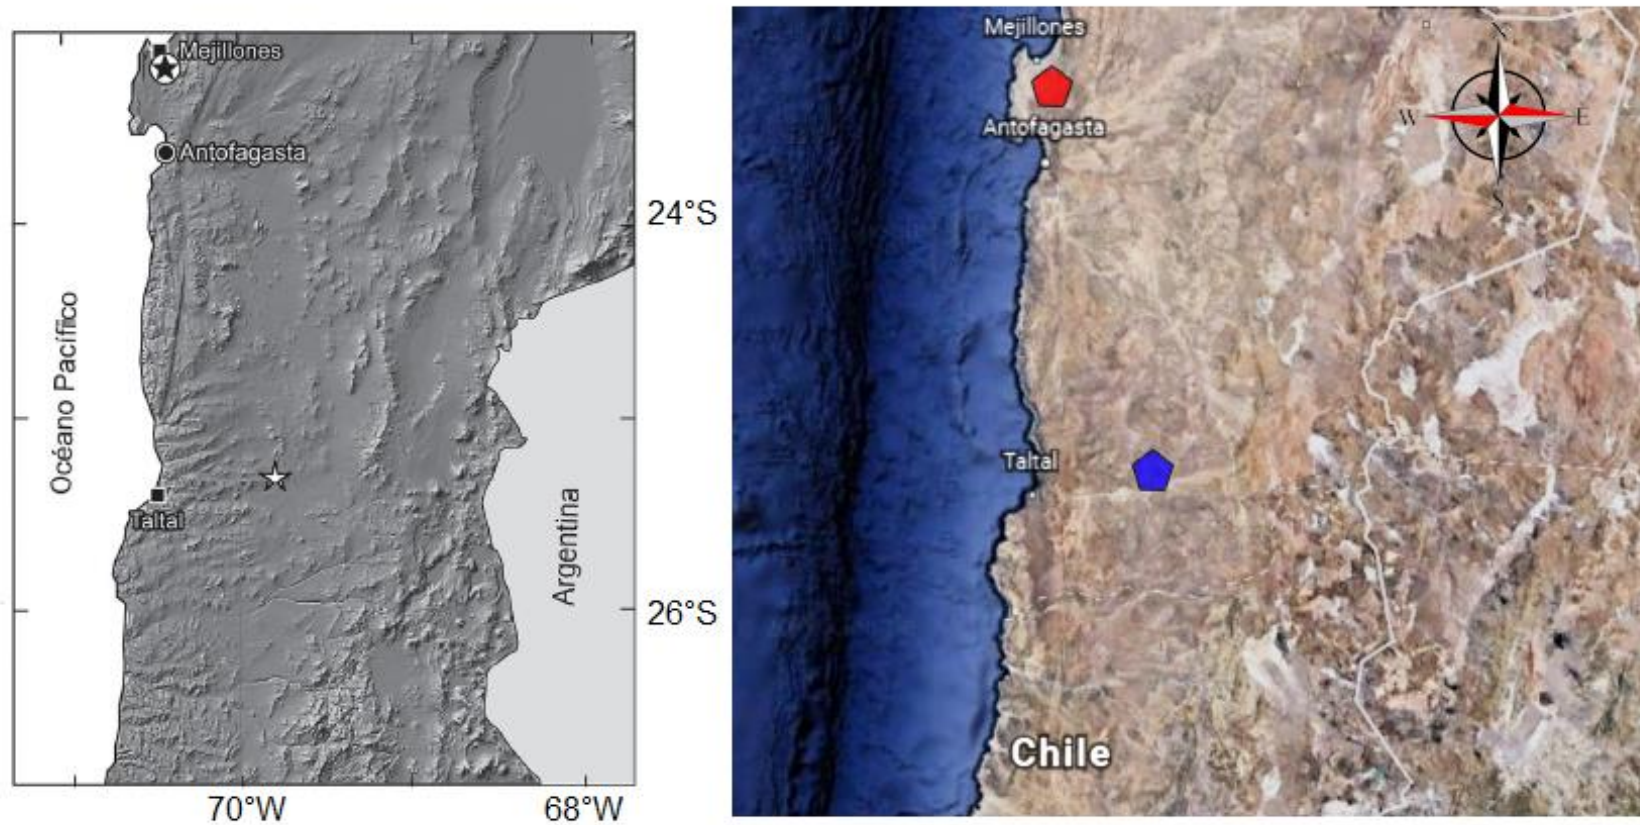 Mejillones
Antofagasta
24°S
Océano Pacífico
Taltal
Argentina
26°S
70°W
68°W
Mejillones
Antofagasta
Taltal
Chile
N
W
E
S